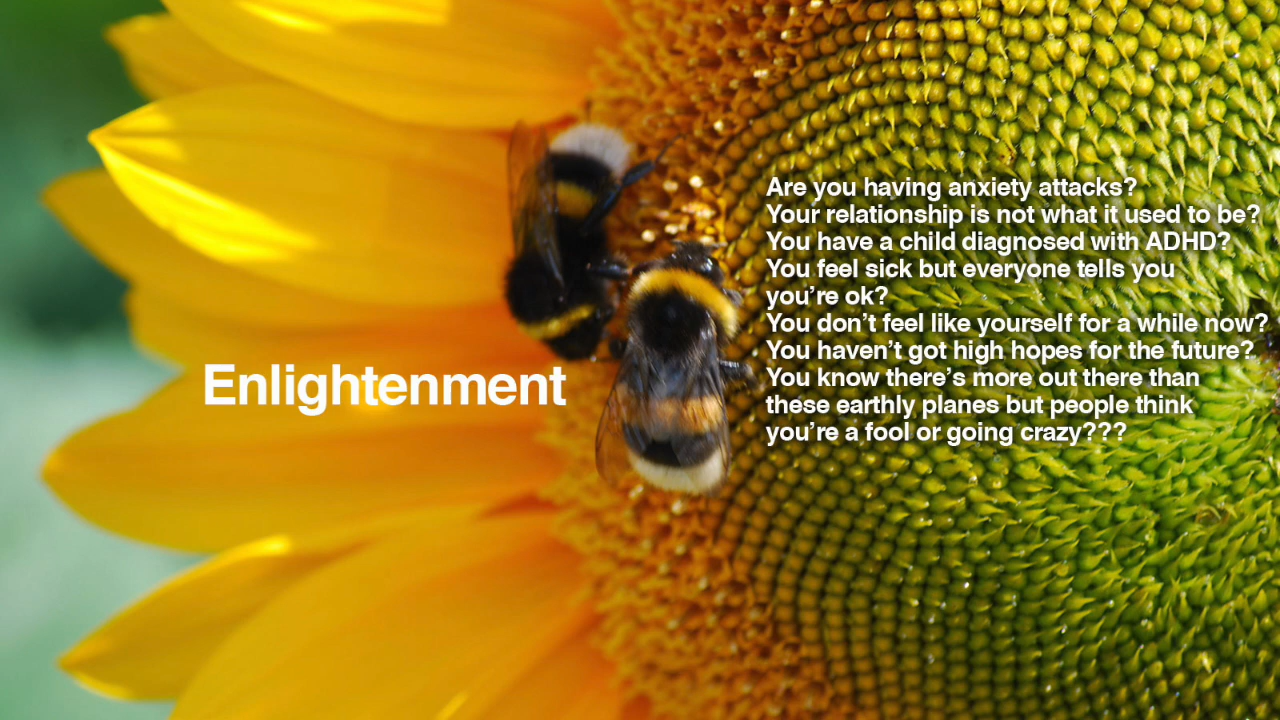 Enlightenment
Are you having anxiety attacks?
Your relationship is not what it used to be?
You have a child diagnosed with ADHD?
You feel sick but everyone tells you
you’re ok?
You don’t feel like yourself for a while now?
You haven’t got high hopes for the future?
You know there’s more out there than
these earthly planes but people think
you’re a fool or going crazy???